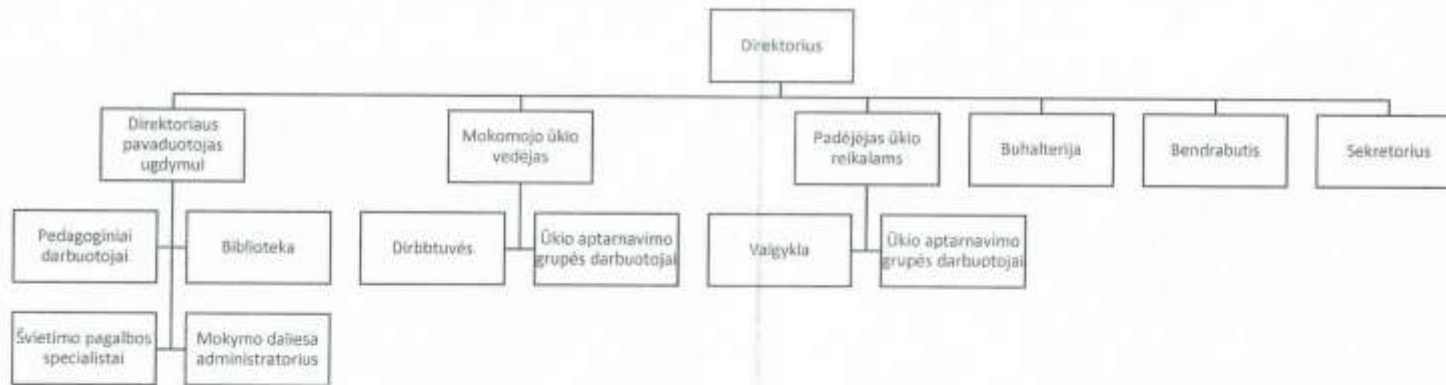 Direktorius
Direktoriaus
pavaduotojas
ugdymui
Mokomojo ūkio
vedėjas
Padėjėjas ūkio
reikalams
Buhalterija
Bendrabutis
Sekretorius
Pedagoginiai
darbuotojai
Biblioteka
Dirbbtuvės
Ūkio aptarnavimo
grupės darbuotojai
Valgykla
Ūkio aptarnavimo
grupės darbuotojai
Švietimo pagalbos
specialistai
Mokymo daliesa
administratorius